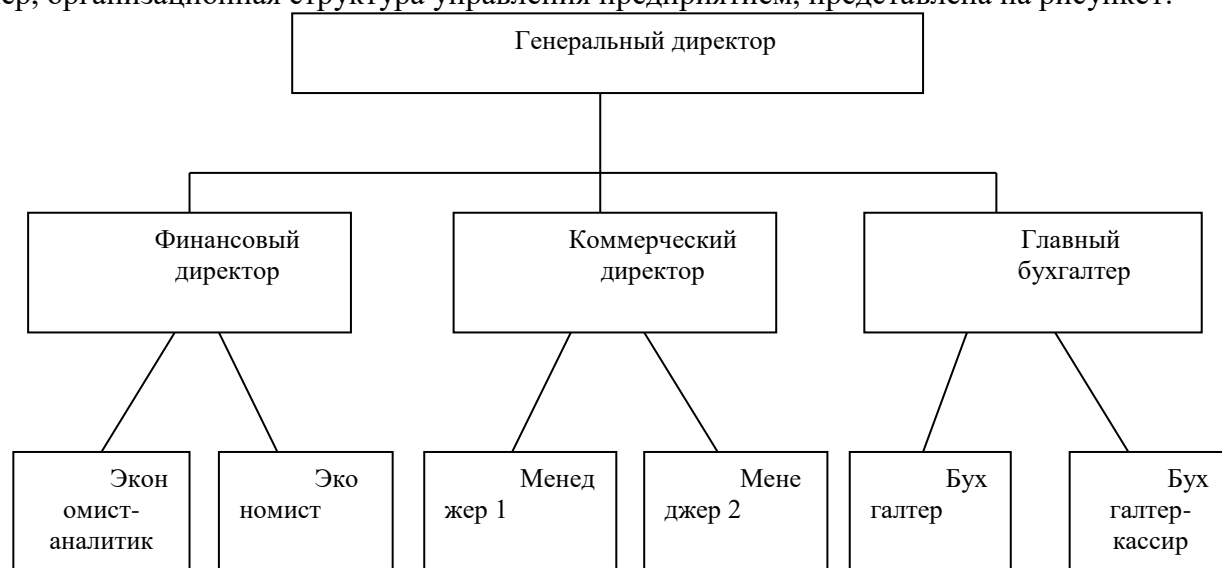 организационная структура управления предприятием, представлена на рисунке1.
Генеральный директор
Финансовый
директор
Коммерческий
директор
Главный
бухгалтер
Экон
омист-
аналитик
Эко
номист
Менед
жер 1
Мене
джер 2
Бух
галтер
Бух
галтер-
кассир